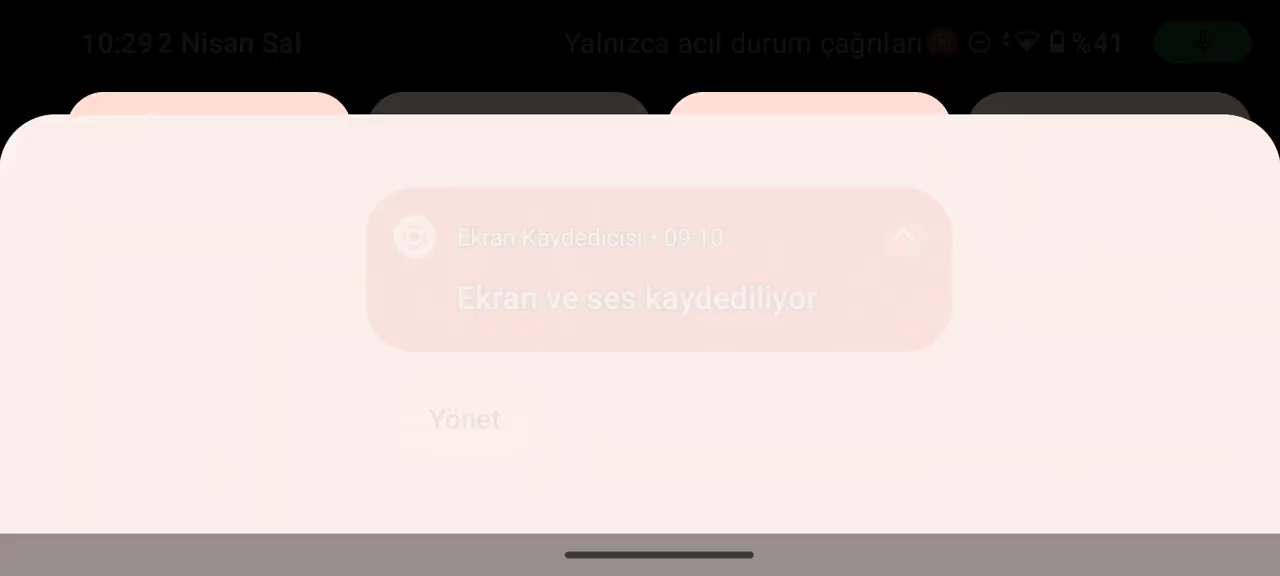 10:29 2 Nisan Sal
Yalnızca acil durum çağrıları %41
Ekran Kaydedicisi • 09:10
Ekran ve ses kaydediliyor
Yönet